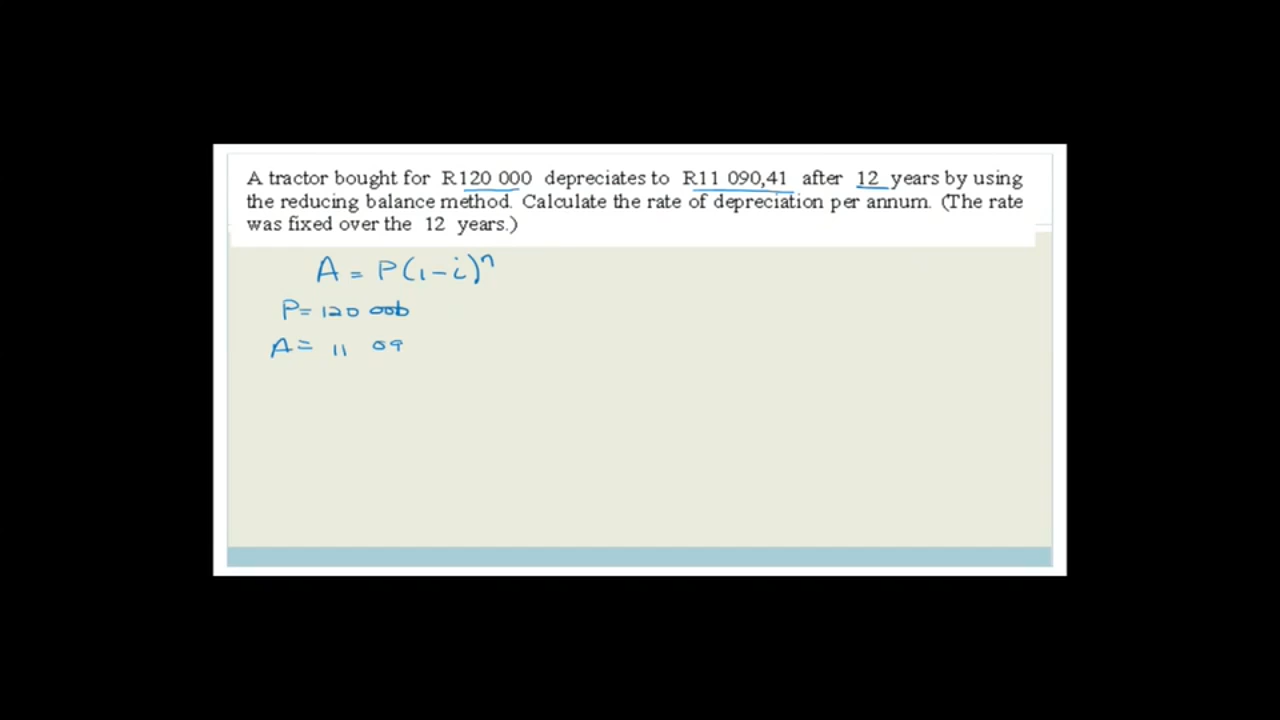 A tractor bought for R120 000 depreciates to R11 090,41 after 12 years by using
the reducing balance method. Calculate the rate of depreciation per annum. (The rate
was fixed over the 12 years.)
A = P(1-i)ⁿ
P= 120 000
A= 11 09